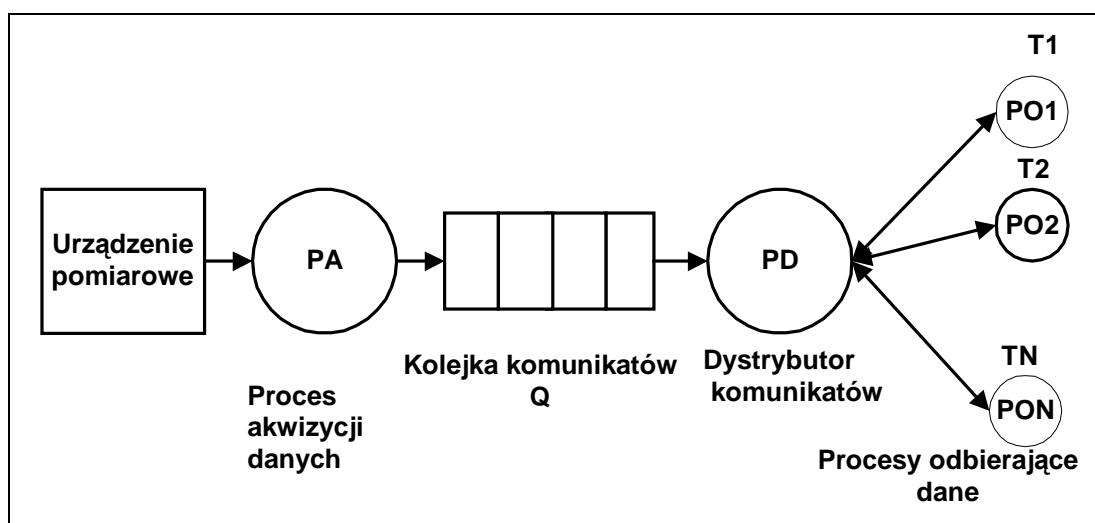 T1
PO1
T2
PO2
Urządzenie
pomiarowe
PA
PD
Kolejka komunikatów
Q
Dystrybutor
komunikatów
TN
PON
Proces
akwizycji
danych
Procesy odbierające
dane